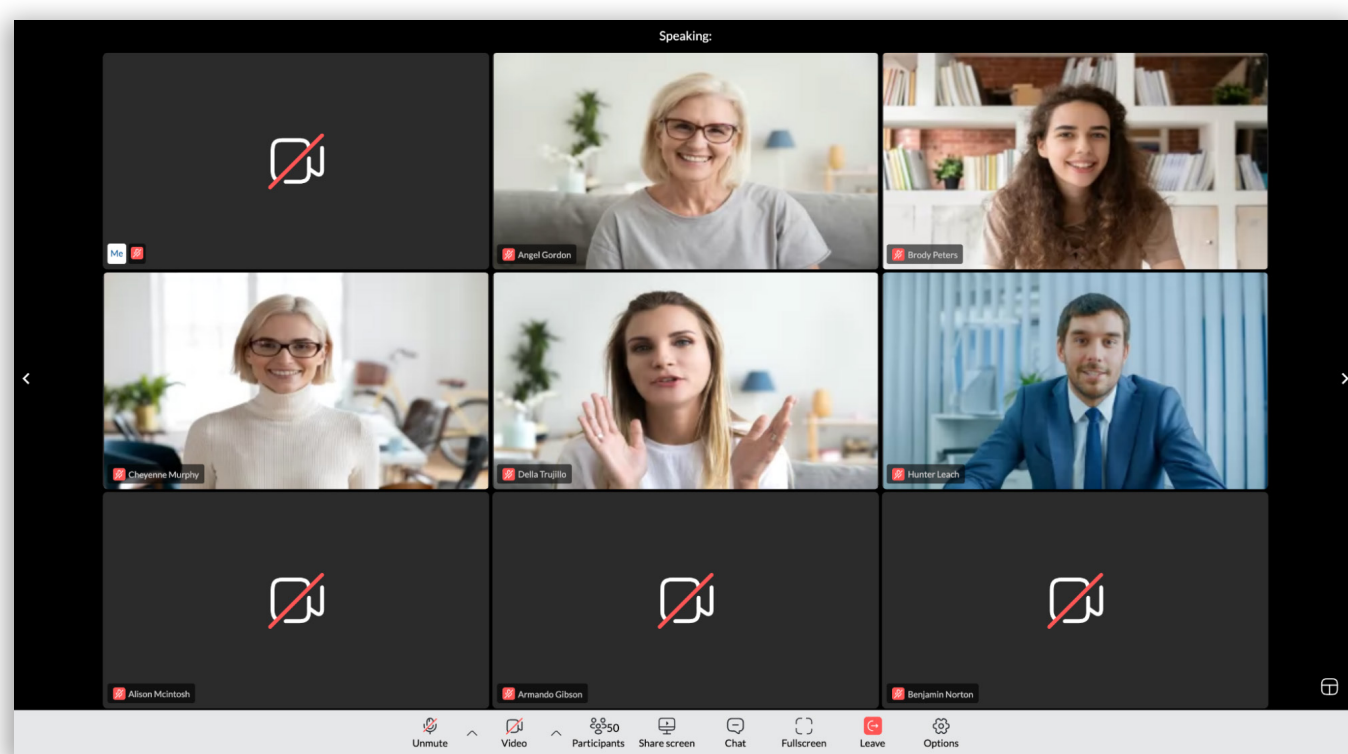 Speaking:
Me
Angel Gordon
Brody Peters
Cheyenne Murphy
Della Trujillo
Hunter Leach
Alison Mcintosh
Armando Gibson
Benjamin Norton
50
Unmute Video Participants Share screen Chat Fullscreen Leave Options